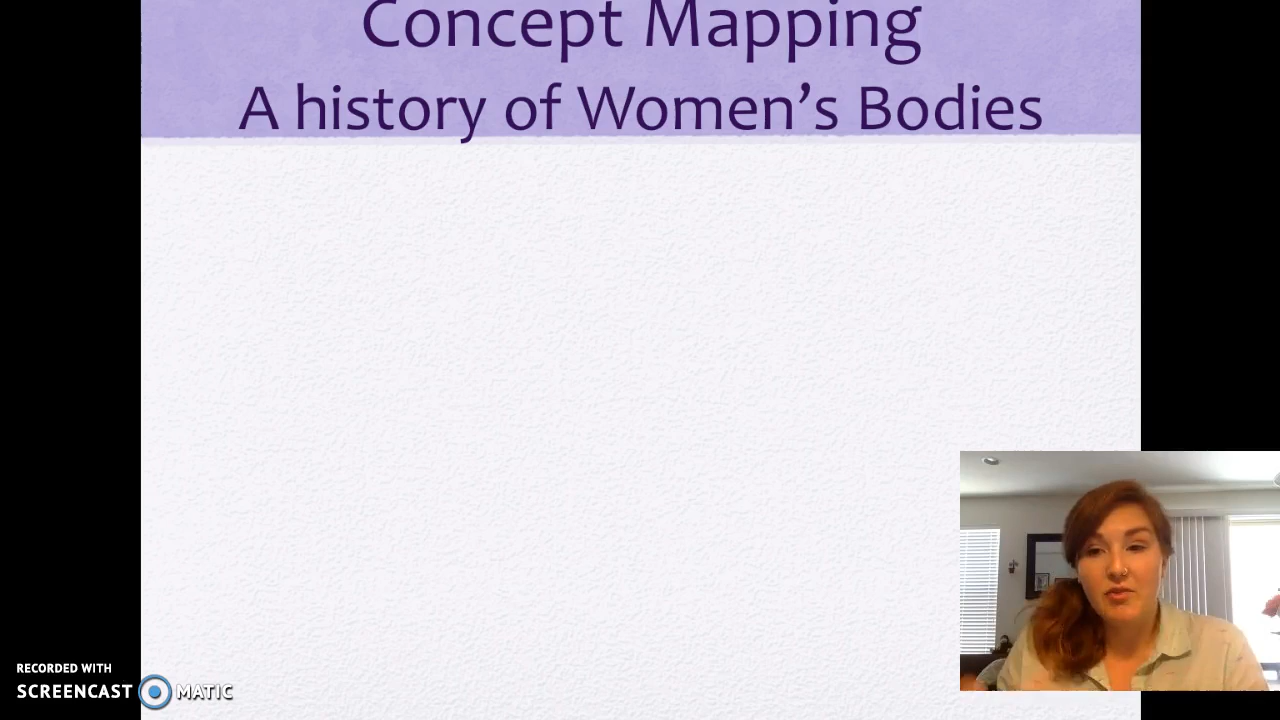 Concept Mapping
A history of Women’s Bodies
RECORDED WITH
SCREENCAST MATIC